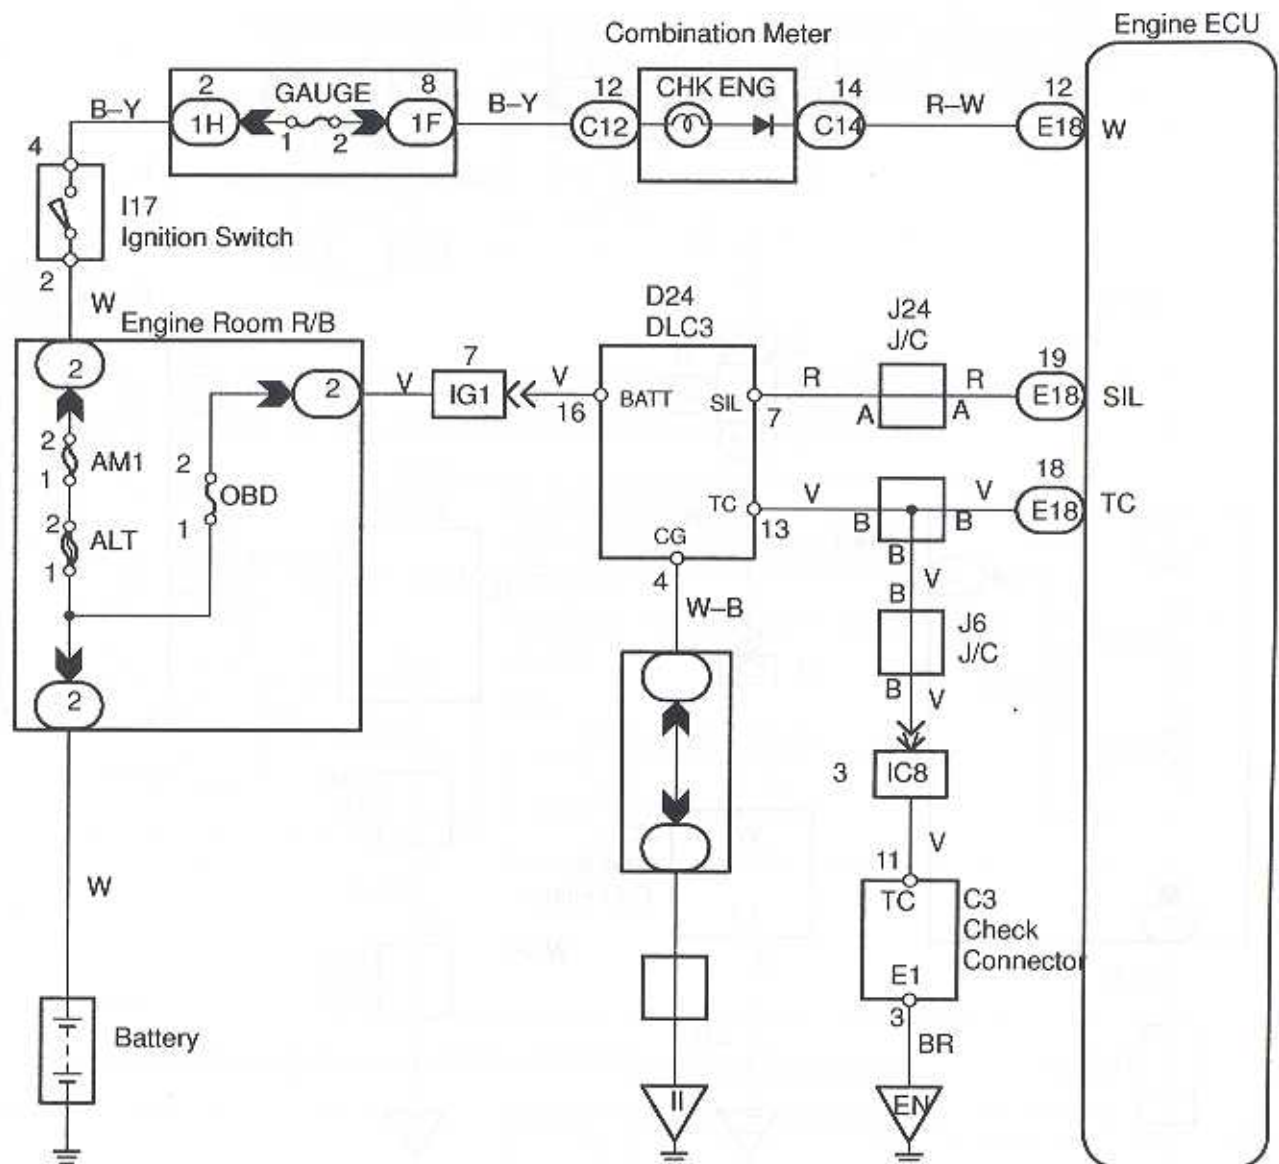 Engine ECU
Combination Meter
2 GAUGE 8
12 CHK ENG 14
12
B–Y 1H 1 2 1F B–Y C12 C14 R–W E18 W
4
I17
Ignition Switch
2
W
Engine Room R/B
D24
DLC3
J24
J/C
2 2 V 7 IG1 V 16 BATT SIL 7 R A A R 19 E18 SIL
2
1 AM1
2
1 OBD
2
1 ALT
TC 13 V B B V 18 E18 TC
CG
4
W–B
B
V
B
J6
J/C
B
V
2
3 IC8
V
11
TC
C3
Check
Connector
E1
3
BR
W
Battery
II
EN